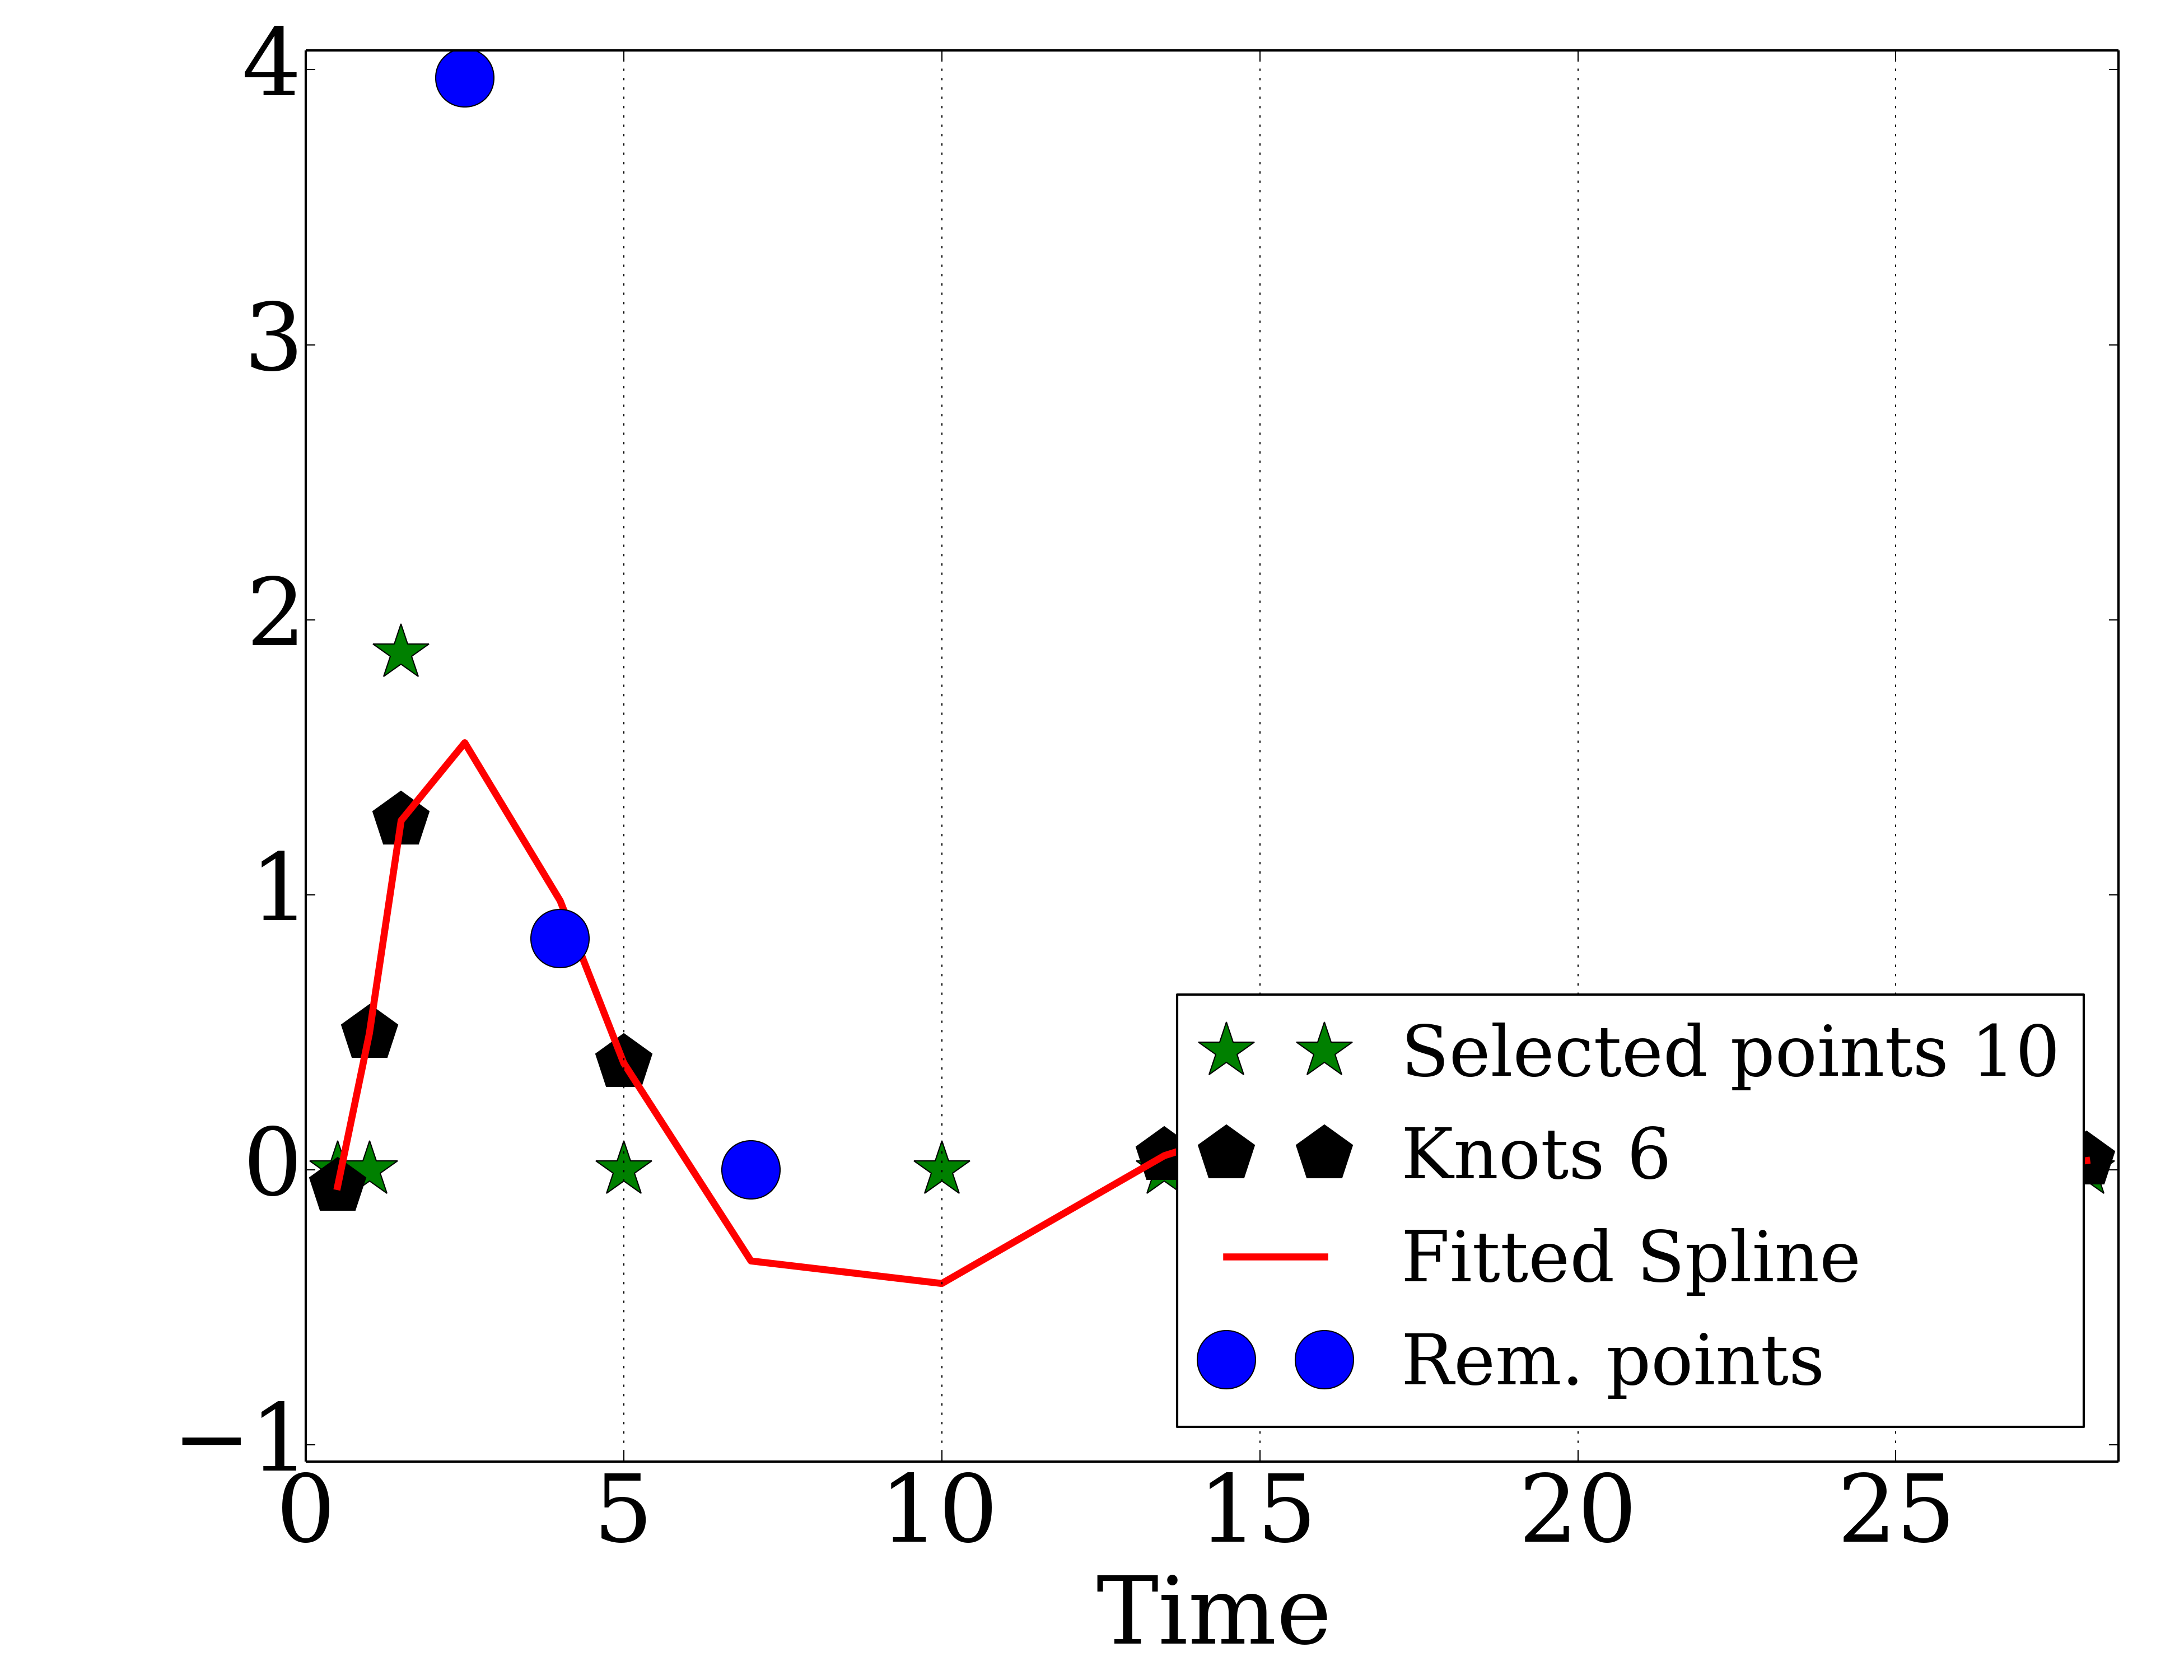 4
3
2
1
0
−1
Selected points 10
Knots 6
Fitted Spline
Rem. points
0 5 10 15 20 25
Time